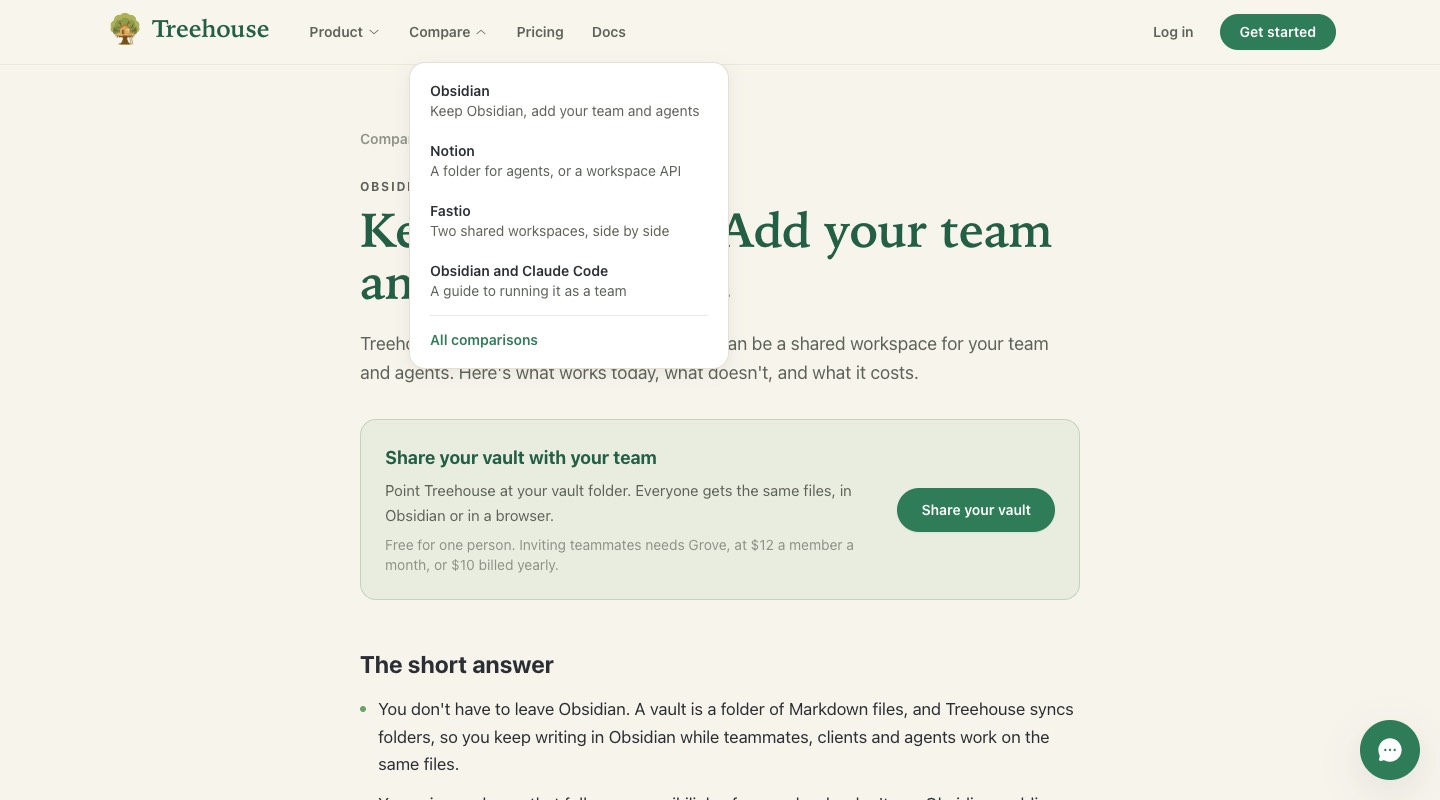 Treehouse
Product
Compare
Pricing
Docs
Log in
Get started
Obsidian
Keep Obsidian, add your team and agents
Notion
A folder for agents, or a workspace API
Fastio
Two shared workspaces, side by side
Obsidian and Claude Code
A guide to running it as a team
All comparisons
Add your team
an be a shared workspace for your team
and agents. Here's what works today, what doesn't, and what it costs.
Share your vault with your team
Point Treehouse at your vault folder. Everyone gets the same files, in
Obsidian or in a browser.
Free for one person. Inviting teammates needs Grove, at $12 a member a
month, or $10 billed yearly.
Share your vault
The short answer
You don't have to leave Obsidian. A vault is a folder of Markdown files, and Treehouse syncs
folders, so you keep writing in Obsidian while teammates, clients and agents work on the
same files.